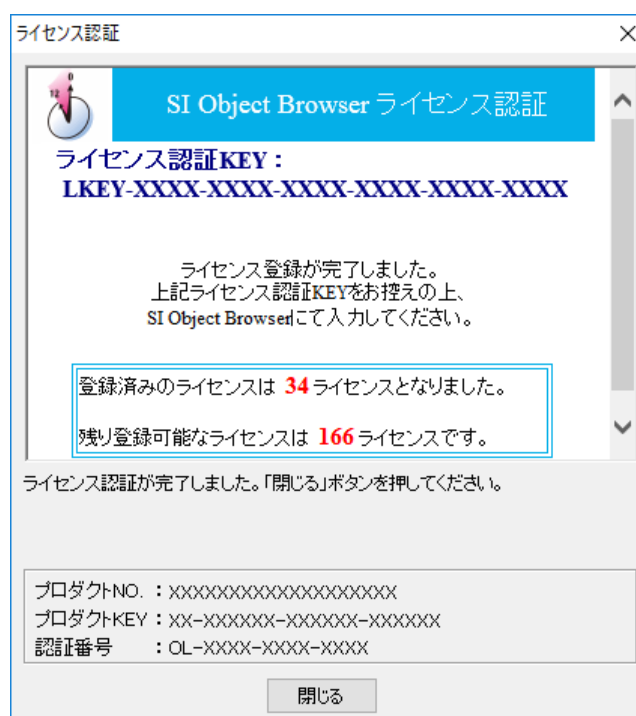 ライセンス認証
SI Object Browser ライセンス認証
ライセンス認証KEY：
LKEY-XXXX-XXXX-XXXX-XXXX-XXXX-XXXX
ライセンス登録が完了しました。
上記ライセンス認証KEYをお控えの上、
SI Object Browserにて入力してください。
登録済みのライセンスは 34 ライセンスとなりました。
残り登録可能なライセンスは 166 ライセンスです。
ライセンス認証が完了しました。「閉じる」ボタンを押してください。
プロダクトNO. ：XXXXXXXXXXXXXXXXXXX
プロダクトKEY：XX-XXXXXX-XXXXXX-XXXXXX
認証番号 ：OL-XXXX-XXXX-XXXX
閉じる